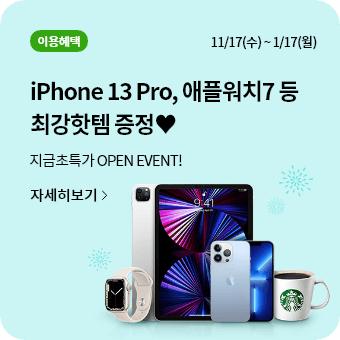 이용혜택
11/17(수) ~ 1/17(월)
iPhone 13 Pro, 애플워치7 등
최강핫템 증정♥
지금초특가 OPEN EVENT!
자세히보기 >